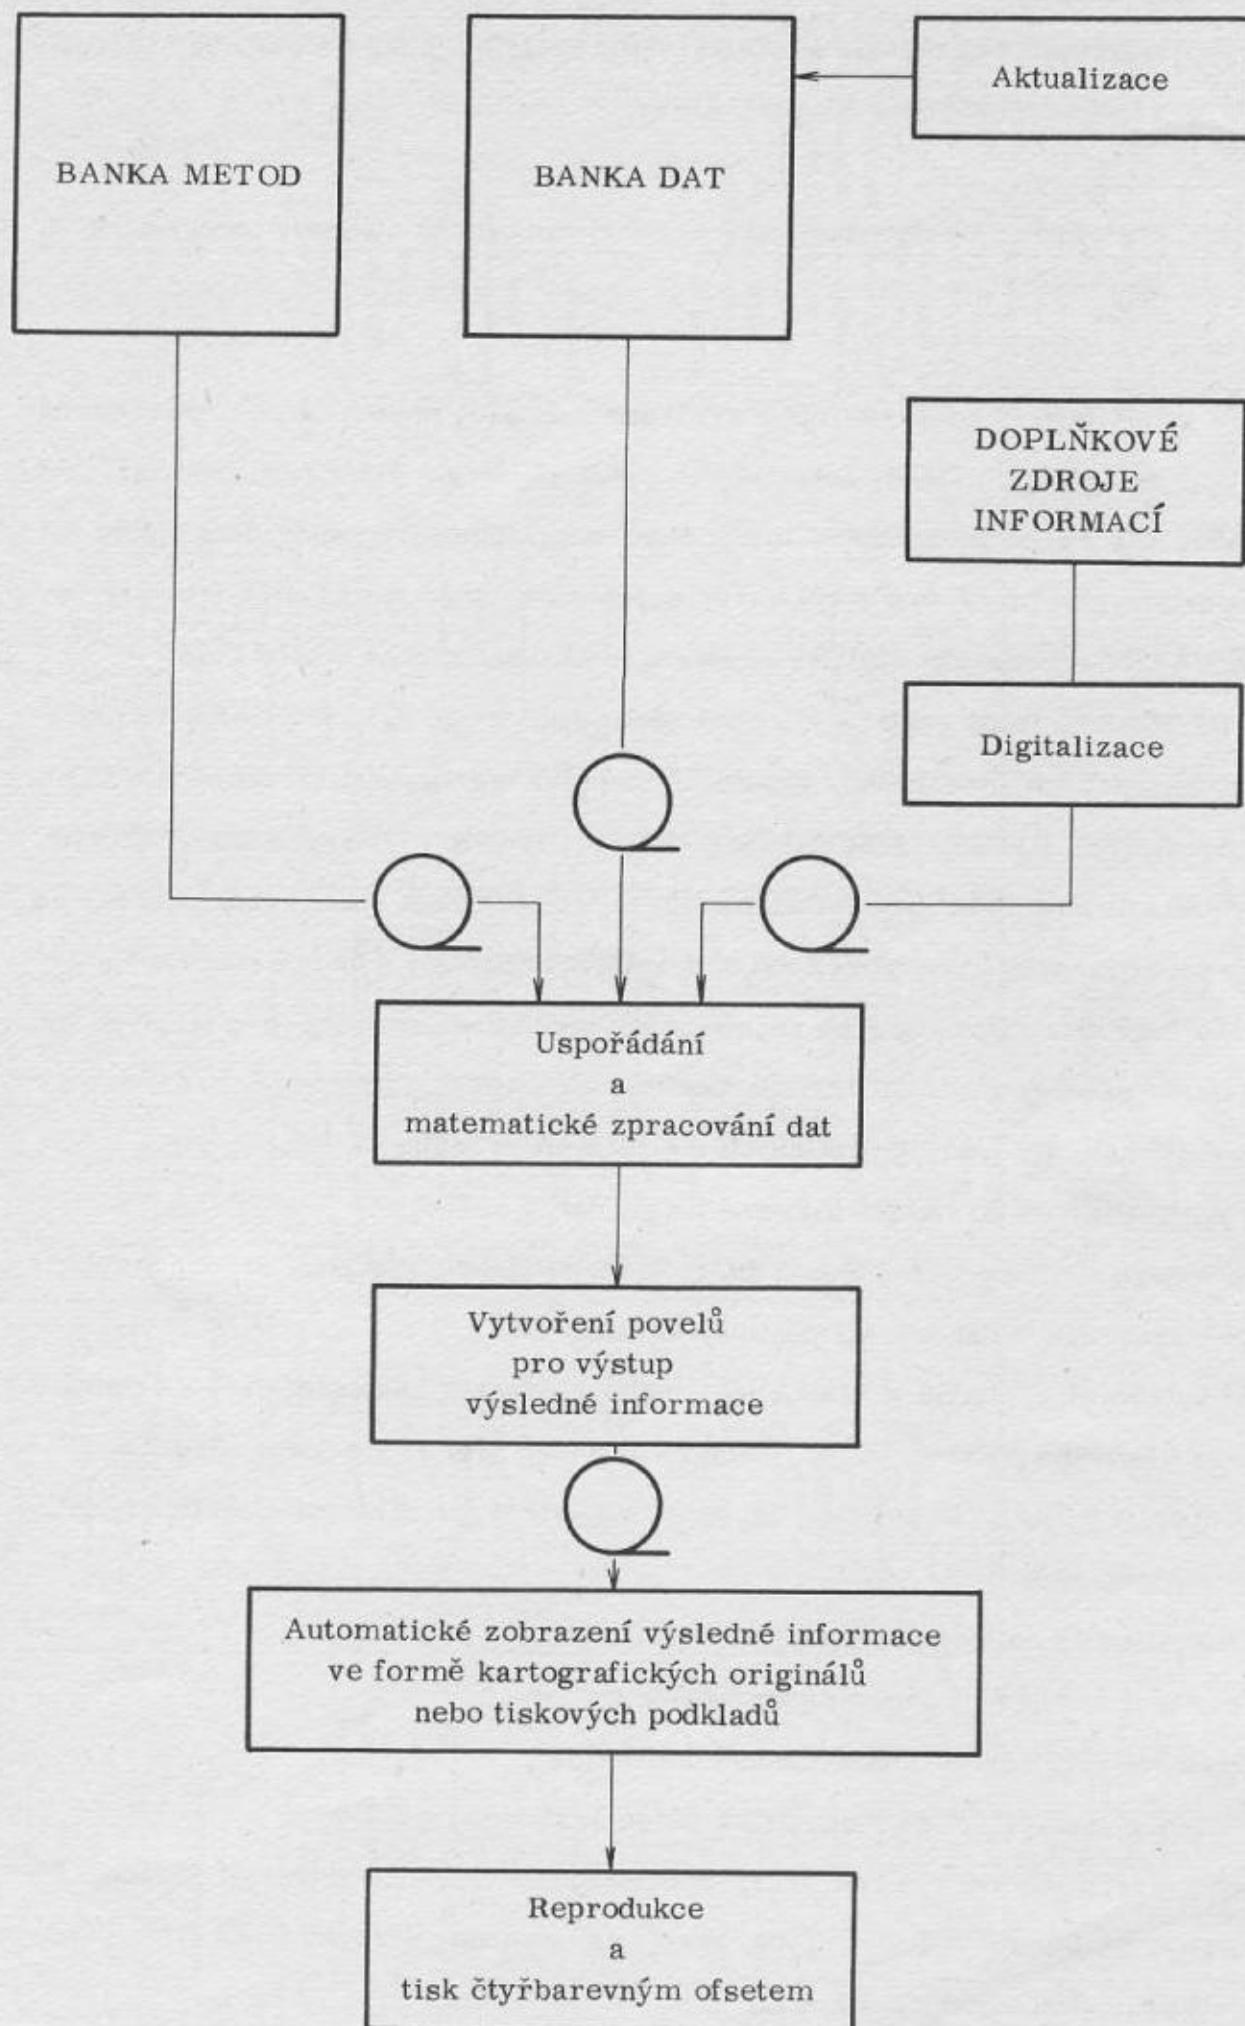 BANKA METOD
BANKA DAT
Aktualizace
DOPLŇKOVÉ
ZDROJE
INFORMACÍ
Digitalizace
Uspořádání
a
matematické zpracování dat
Vytvoření povelů
pro výstup
výsledné informace
Automatické zobrazení výsledné informace
ve formě kartografických originálů
nebo tiskových podkladů
Reprodukce
a
tisk čtyřbarevným ofsetem